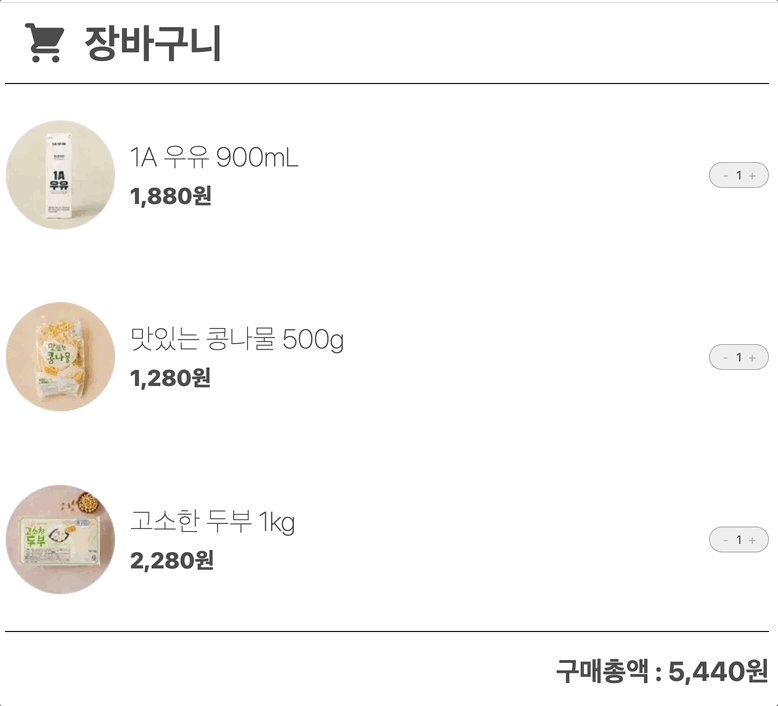 장바구니
1A
우유
1A 우유 900mL
1,880원
- 1 +
맛있는
콩나물
맛있는 콩나물 500g
1,280원
- 1 +
고소한
두부
고소한 두부 1kg
2,280원
- 1 +
구매총액 : 5,440원